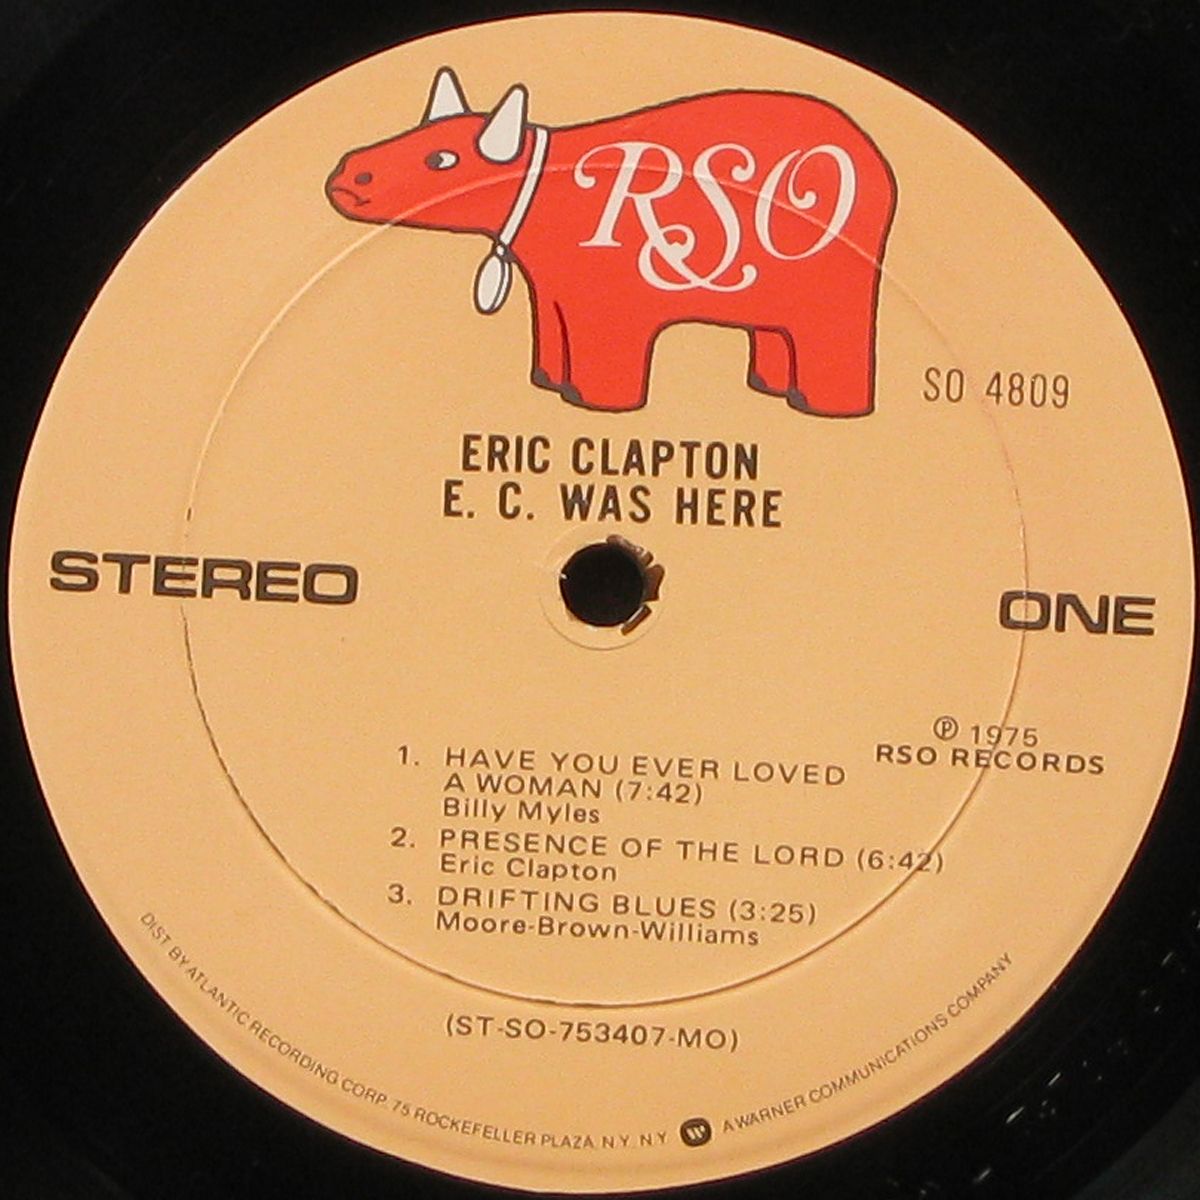 RSO
SO 4809
ERIC CLAPTON
E. C. WAS HERE
STEREO
ONE
℗ 1975
RSO RECORDS
1. HAVE YOU EVER LOVED
A WOMAN (7:42)
Billy Myles
2. PRESENCE OF THE LORD (6:42)
Eric Clapton
3. DRIFTING BLUES (3:25)
Moore-Brown-Williams
(ST-SO-753407-MO)
DIST BY ATLANTIC RECORDING CORP. 75 ROCKEFELLER PLAZA, N.Y. N.Y. W A WARNER COMMUNICATIONS COMPANY